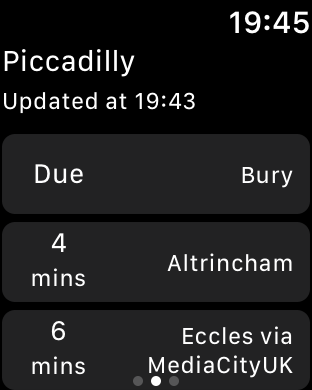 19:45
Piccadilly
Updated at 19:43
Due
Bury
4
mins
Altrincham
6
mins
Eccles via
MediaCityUK